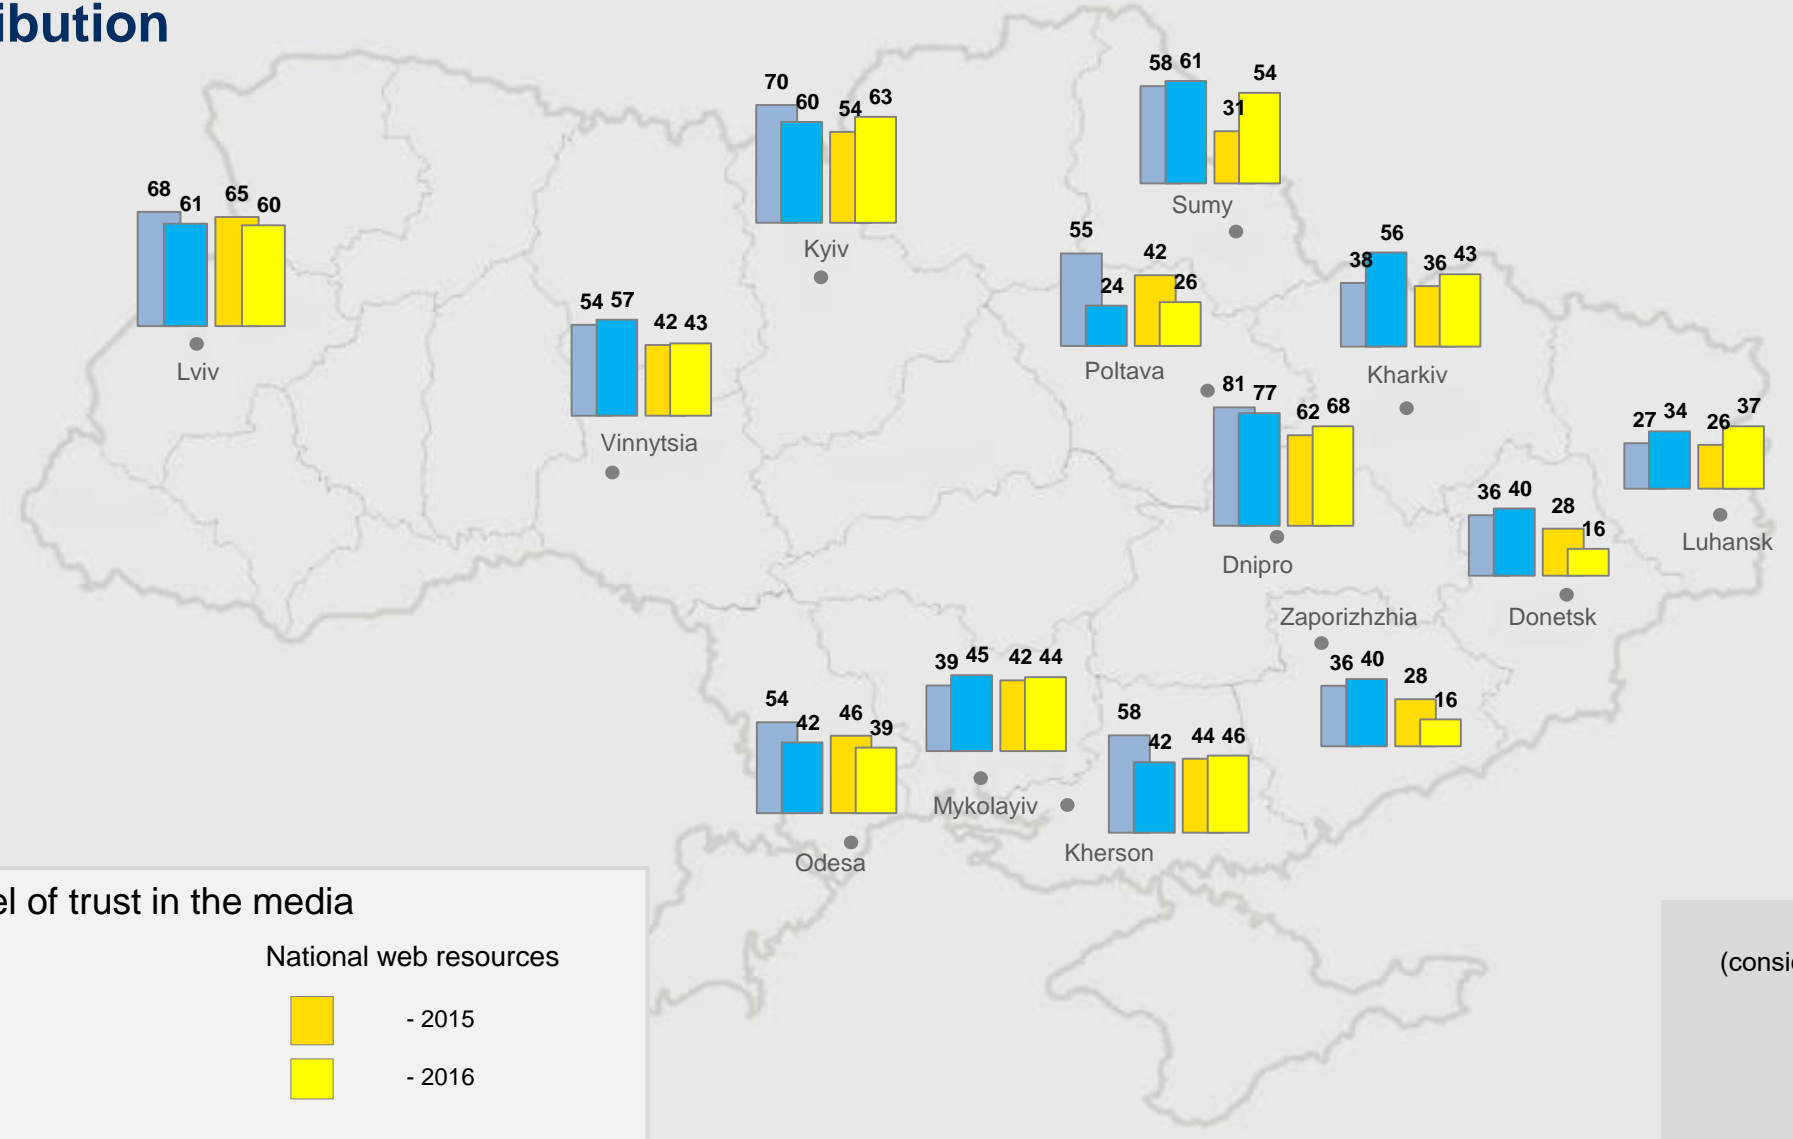 ibution
70 60 54 63
58 61 31 54
Sumy
68 61 65 60
Kyiv
55 24 42 26
38 56 36 43
54 57 42 43
Lviv
Poltava
Kharkiv
81 77 62 68
27 34 26 37
Vinnytsia
36 40 28 16
Luhansk
Dnipro
Zaporizhzhia
Donetsk
39 45 42 44
36 40 28 16
54 42 46 39
58 42 44 46
Mykolayiv
Kherson
Odesa
el of trust in the media
National web resources
- 2015
- 2016
(consi